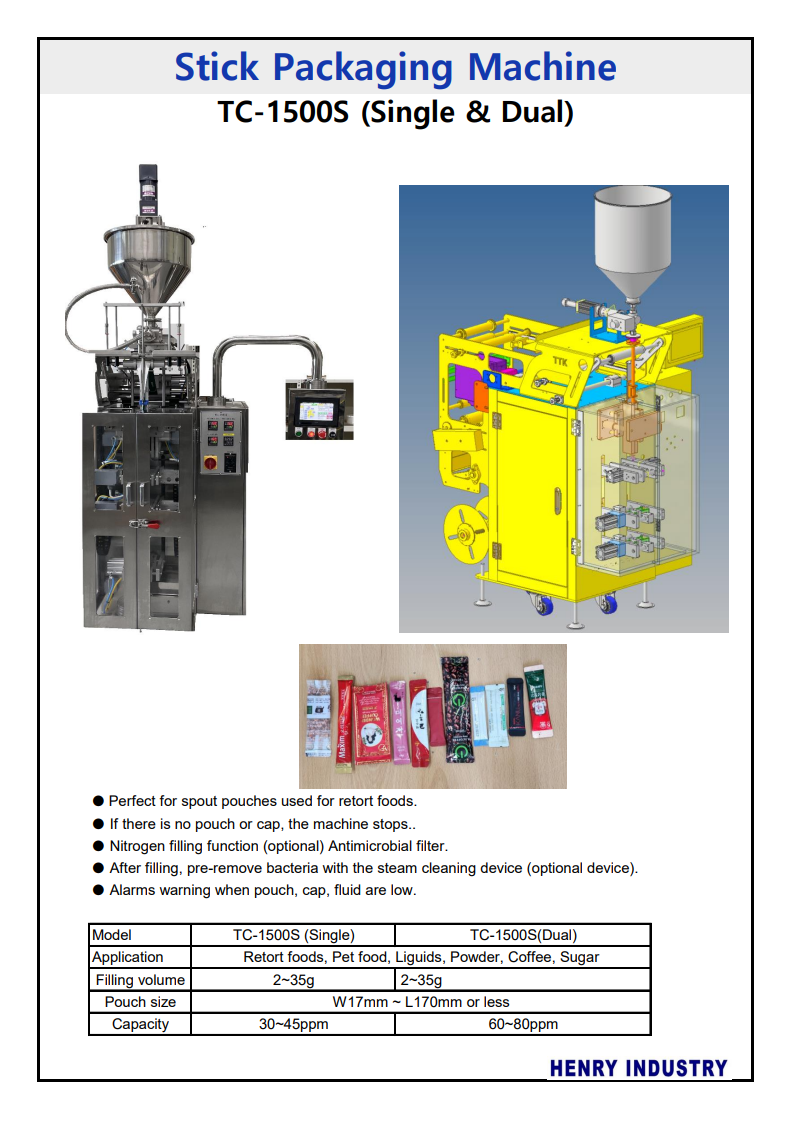 Stick Packaging Machine
TC-1500S (Single & Dual)
TTK
Maxim
● Perfect for spout pouches used for retort foods.
● If there is no pouch or cap, the machine stops..
● Nitrogen filling function (optional) Antimicrobial filter.
● After filling, pre-remove bacteria with the steam cleaning device (optional device).
● Alarms warning when pouch, cap, fluid are low.
Model TC-1500S (Single) TC-1500S(Dual)
Application Retort foods, Pet food, Liguids, Powder, Coffee, Sugar
Filling volume 2~35g 2~35g
Pouch size W17mm ~ L170mm or less
Capacity 30~45ppm 60~80ppm
HENRY INDUSTRY